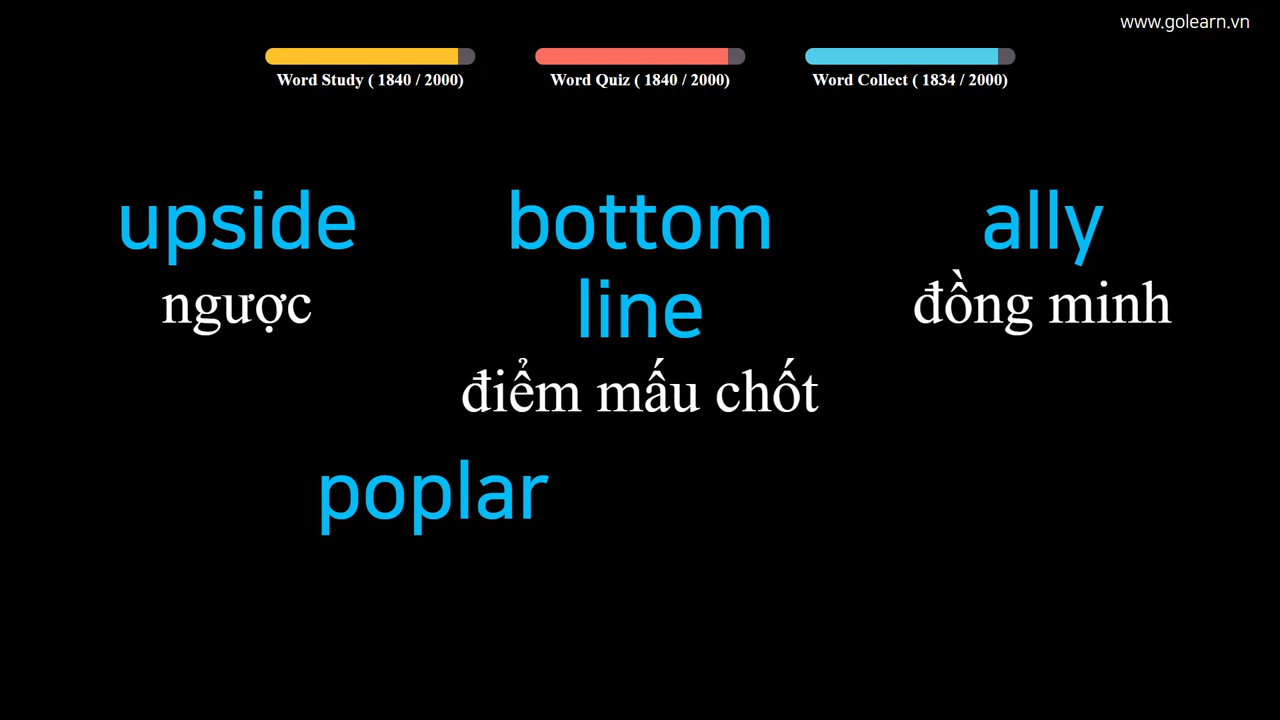 www.golearn.vn
Word Study ( 1840 / 2000)
Word Quiz ( 1840 / 2000)
Word Collect ( 1834 / 2000)
upside
ngược
bottom
line
điểm mấu chốt
ally
đồng minh
poplar